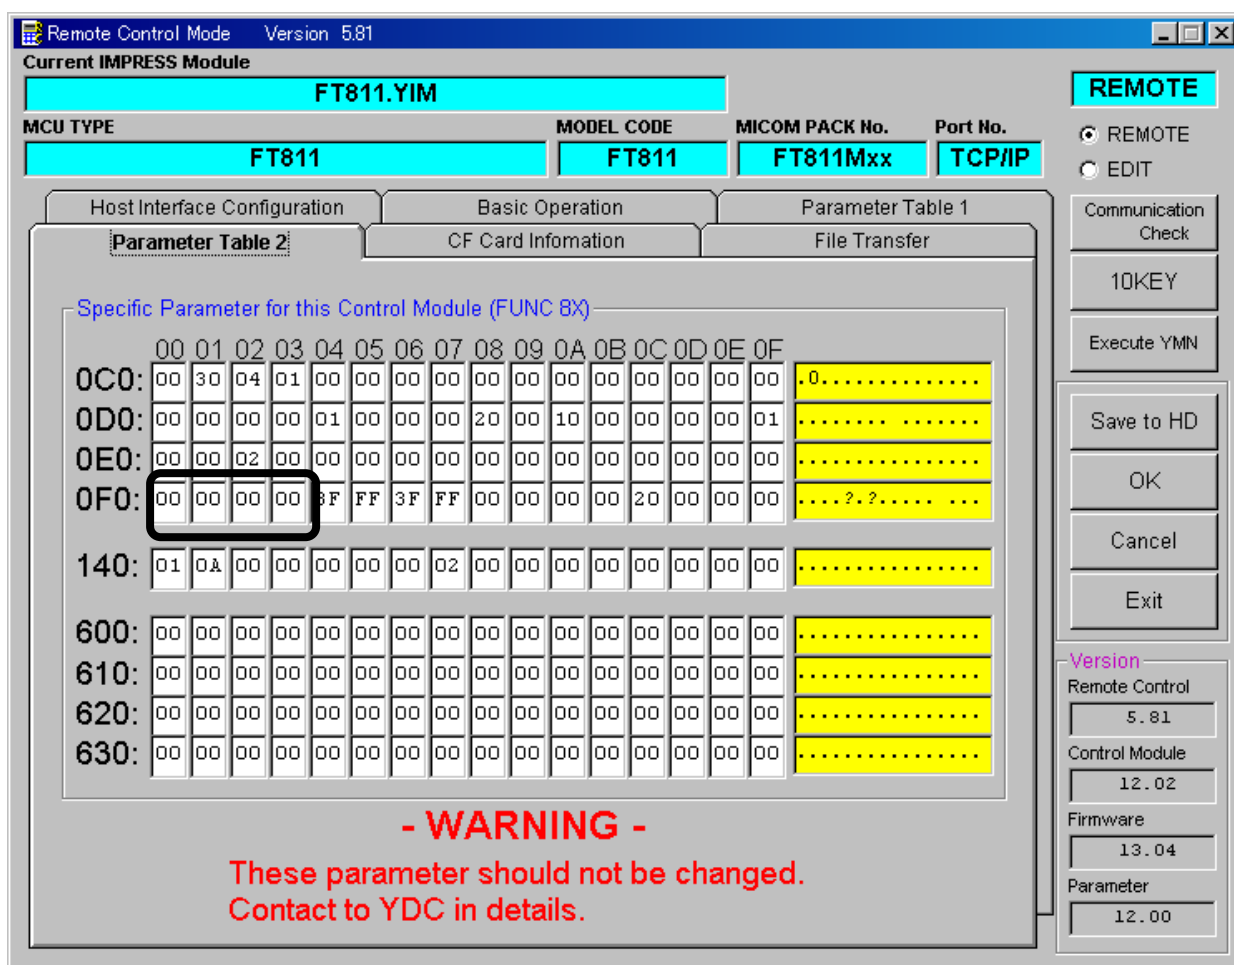 Remote Control Mode Version 5.81
Current IMPRESS Module
FT811.YIM
REMOTE
MCU TYPE MODEL CODE MICOM PACK No. Port No.
FT811 FT811 FT811Mxx TCP/IP
REMOTE
EDIT
Host Interface Configuration Basic Operation Parameter Table 1
Parameter Table 2 CF Card Infomation File Transfer
Communication
Check
10KEY
Execute YMN
Save to HD
OK
Cancel
Exit
Specific Parameter for this Control Module (FUNC 8X)
00 01 02 03 04 05 06 07 08 09 0A 0B 0C 0D 0E 0F
0C0: 00 30 04 01 00 00 00 00 00 00 00 00 00 00 00 00 .0..............
0D0: 00 00 00 00 01 00 00 00 20 00 10 00 00 00 00 01 ........ .......
0E0: 00 00 02 00 00 00 00 00 00 00 00 00 00 00 00 00 ................
0F0: 00 00 00 00 3F FF 3F FF 00 00 00 00 20 00 00 00 ....?.?..... ...
140: 01 0A 00 00 00 00 00 02 00 00 00 00 00 00 00 00 ................
600: 00 00 00 00 00 00 00 00 00 00 00 00 00 00 00 00 ................
610: 00 00 00 00 00 00 00 00 00 00 00 00 00 00 00 00 ................
620: 00 00 00 00 00 00 00 00 00 00 00 00 00 00 00 00 ................
630: 00 00 00 00 00 00 00 00 00 00 00 00 00 00 00 00 ................
- WARNING -
These parameter should not be changed.
Contact to YDC in details.
Version
Remote Control
5.81
Control Module
12.02
Firmware
13.04
Parameter
12.00